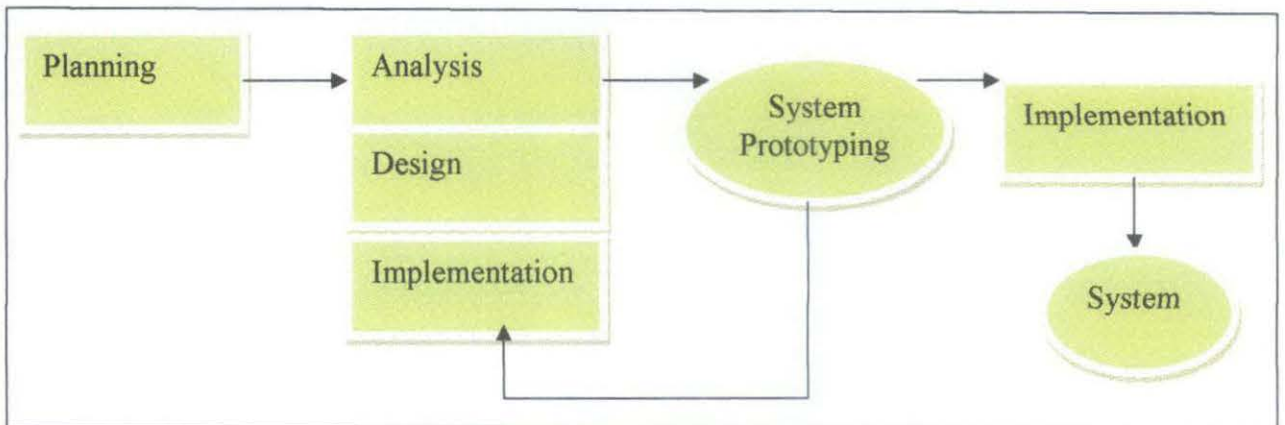 Planning
Analysis
Design
Implementation
System
Prototyping
Implementation
System